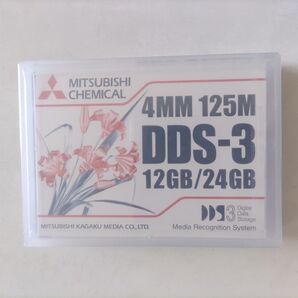 MITSUBISHI
CHEMICAL
4MM 125M
DDS-3
12GB/24GB
DDS 3 Digital
Data
Storage
MITSUBISHI KAGAKU MEDIA CO., LTD.
Media Recognition System